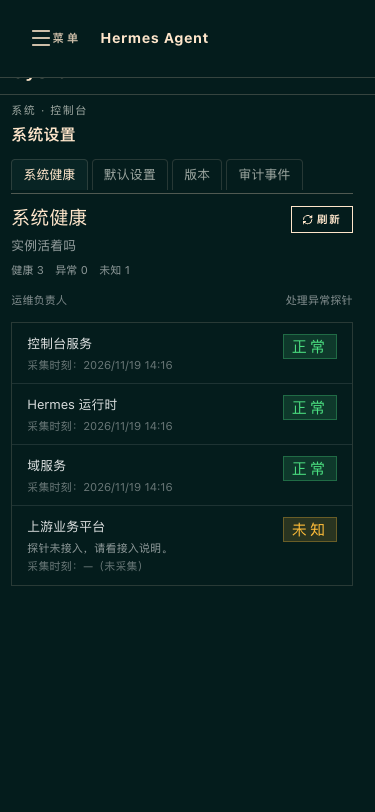 菜单 Hermes Agent
系统 · 控制台
系统设置
系统健康 默认设置 版本 审计事件
系统健康 刷新
实例活着吗
健康 3 异常 0 未知 1
运维负责人 处理异常探针
控制台服务 正常
采集时刻：2026/11/19 14:16
Hermes 运行时 正常
采集时刻：2026/11/19 14:16
域服务 正常
采集时刻：2026/11/19 14:16
上游业务平台 未知
探针未接入，请看接入说明。
采集时刻：—（未采集）